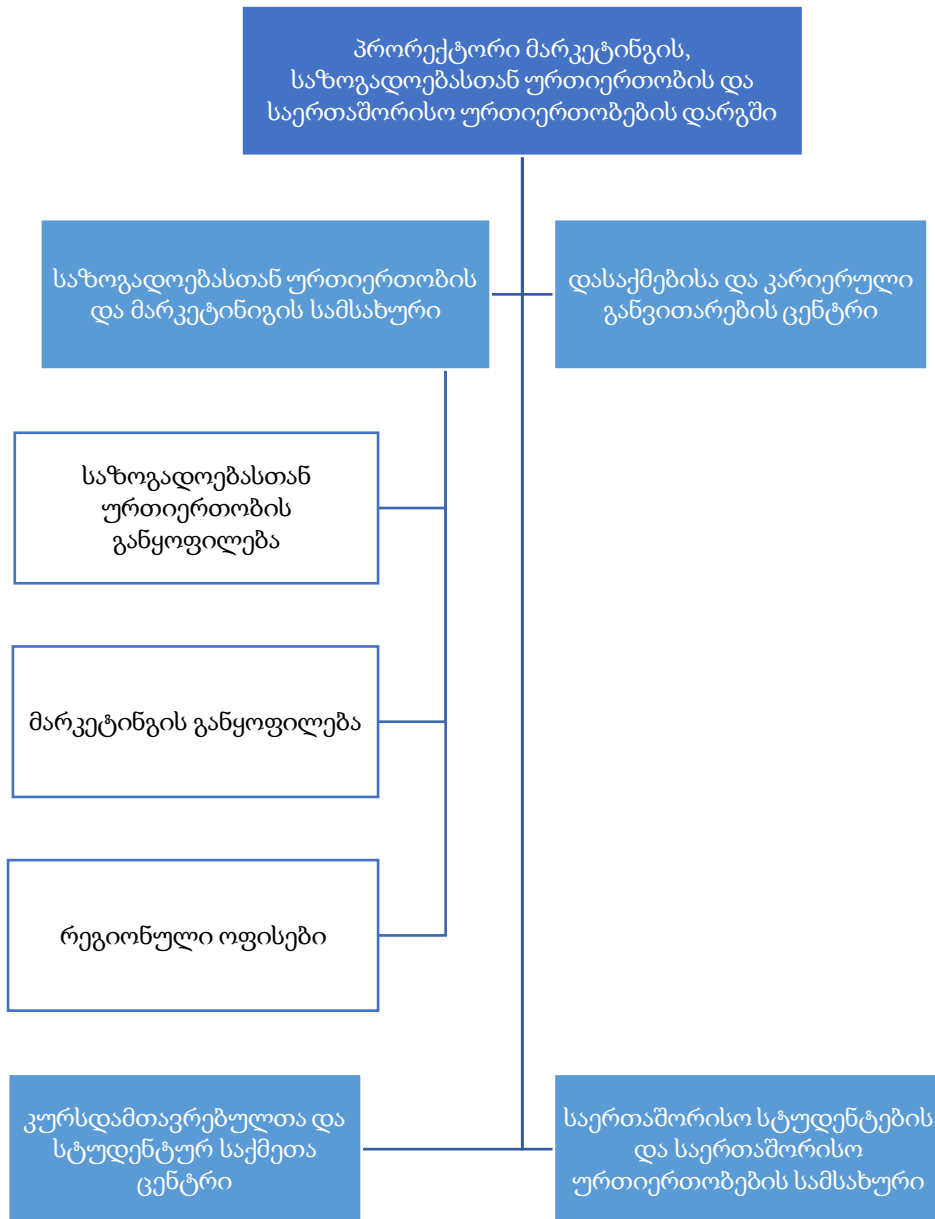 პრორექტორი მარკეტინგის,
საზოგადოებასთან ურთიერთობის და
საერთაშორისო ურთიერთობების დარგში
საზოგადოებასთან ურთიერთობის
და მარკეტინიგის სამსახური
დასაქმებისა და კარიერული
განვითარების ცენტრი
საზოგადოებასთან
ურთიერთობის
განყოფილება
მარკეტინგის განყოფილება
რეგიონული ოფისები
კურსდამთავრებულთა და
სტუდენტურ საქმეთა
ცენტრი
საერთაშორისო სტუდენტების
და საერთაშორისო
ურთიერთობების სამსახური